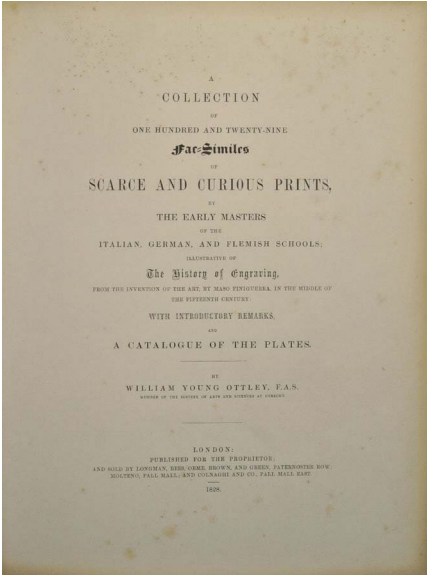 A
COLLECTION
OF
ONE HUNDRED AND TWENTY-NINE
Fac-Similes
OF
SCARCE AND CURIOUS PRINTS,
BY
THE EARLY MASTERS
OF THE
ITALIAN, GERMAN, AND FLEMISH SCHOOLS;
ILLUSTRATIVE OF
The History of Engraving,
FROM THE INVENTION OF THE ART, BY MASO FINIGUERRA, IN THE MIDDLE OF
THE FIFTEENTH CENTURY:
WITH INTRODUCTORY REMARKS,
AND
A CATALOGUE OF THE PLATES.
BY
WILLIAM YOUNG OTTLEY, F.A.S.
MEMBER OF THE SOCIETY OF ARTS AND SCIENCES AT UTRECHT.
LONDON:
PUBLISHED FOR THE PROPRIETOR;
AND SOLD BY LONGMAN, REES, ORME, BROWN, AND GREEN, PATERNOSTER ROW;
MOLTENO, PALL MALL; AND COLNAGHI AND CO., PALL MALL EAST.
1828.